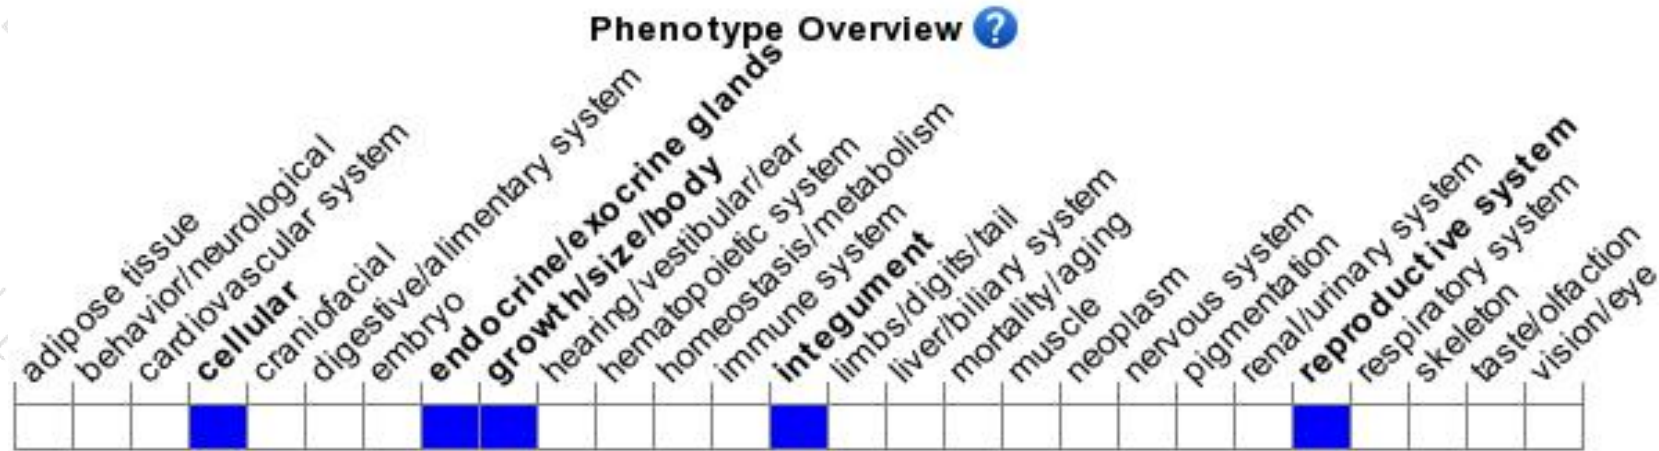 Phenotype Overview ?
adipose tissue
behavior/neurological
cardiovascular system
cellular
craniofacial
digestive/alimentary system
embryo
endocrine/exocrine glands
growth/size/body
hearing/vestibular/ear
hematopoietic system
homeostasis/metabolism
immune system
integument
limbs/digits/tail
liver/biliary system
mortality/aging
muscle
neoplasm
nervous system
pigmentation
renal/urinary system
reproductive system
respiratory system
skeleton
taste/olfaction
vision/eye